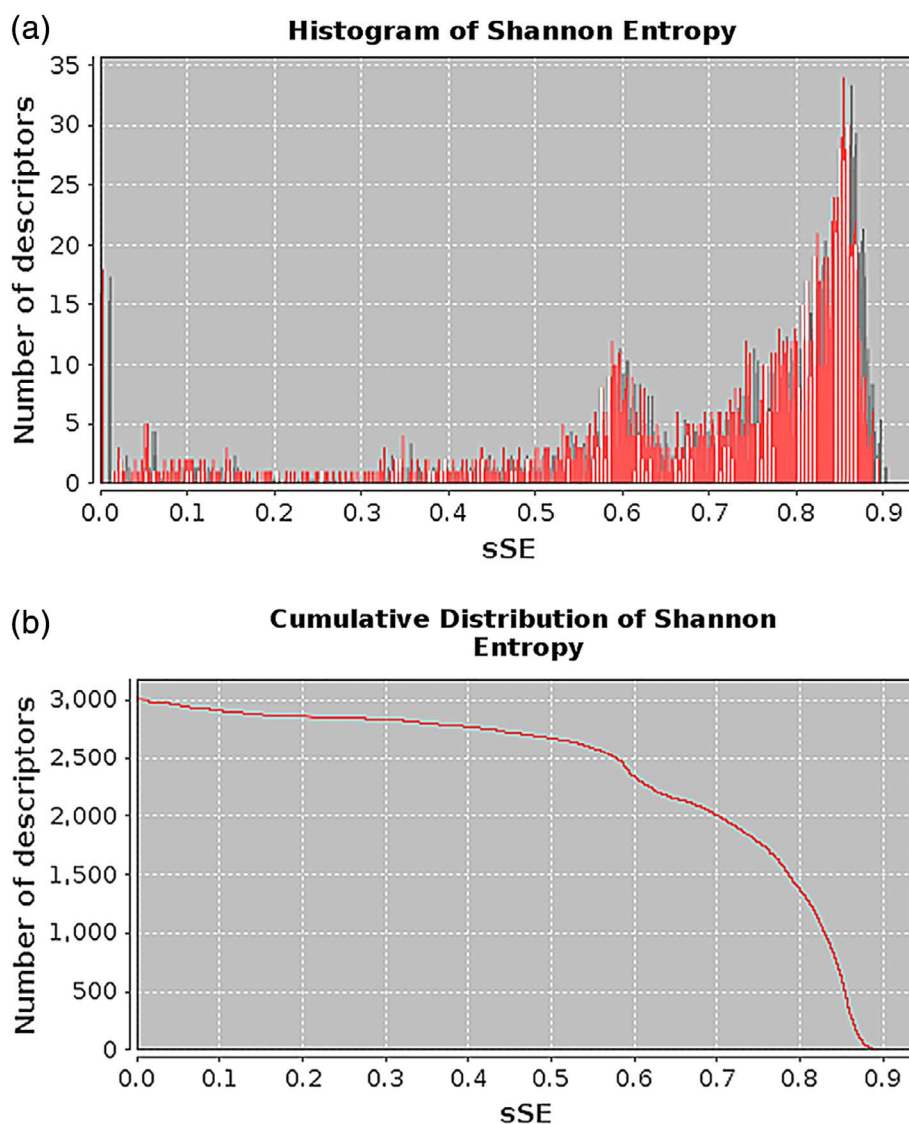 (a)
Histogram of Shannon Entropy
Number of descriptors
35
30
25
20
15
10
5
0
0.0 0.1 0.2 0.3 0.4 0.5 0.6 0.7 0.8 0.9
sSE
(b)
Cumulative Distribution of Shannon
Entropy
Number of descriptors
3,000
2,500
2,000
1,500
1,000
500
0
0.0 0.1 0.2 0.3 0.4 0.5 0.6 0.7 0.8 0.9
sSE